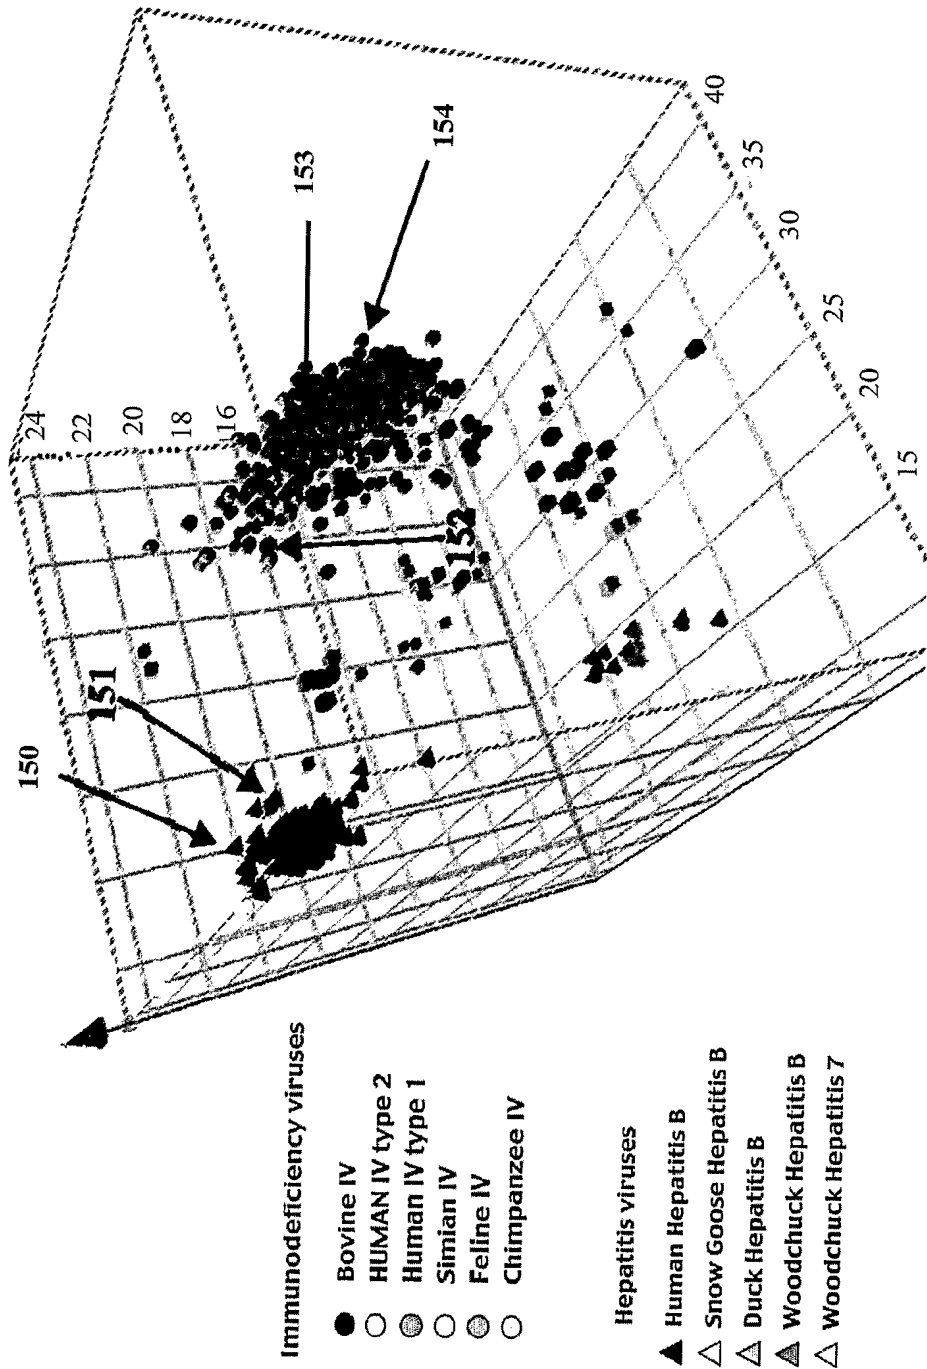 Immunodeficiency viruses
Bovine IV
HUMAN IV type 2
Human IV type 1
Simian IV
Feline IV
Chimpanzee IV
Hepatitis viruses
Human Hepatitis B
Snow Goose Hepatitis B
Duck Hepatitis B
Woodchuck Hepatitis B
Woodchuck Hepatitis 7
150
151
152
153
154
24
22
20
18
16
15
20
25
30
35
40